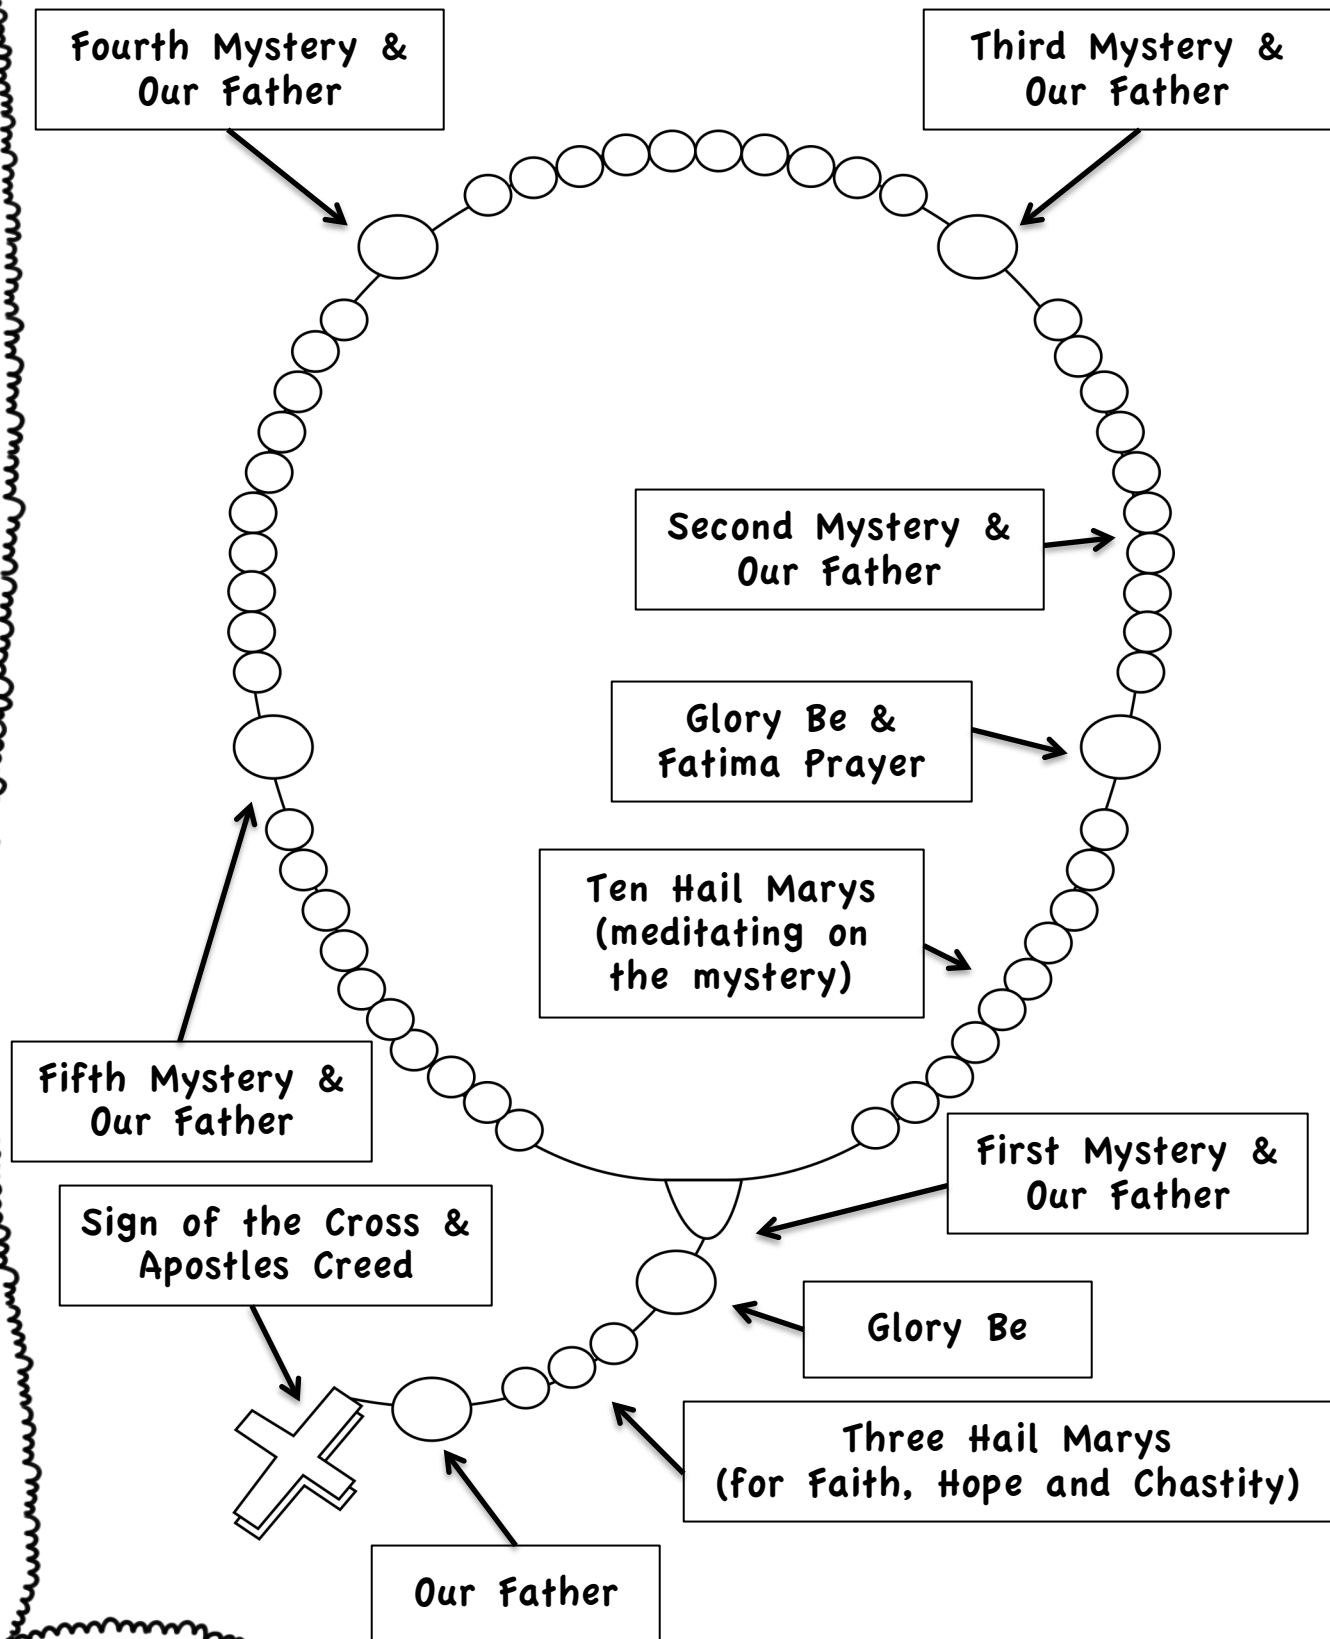 Fourth Mystery &
Our Father
Third Mystery &
Our Father
Second Mystery &
Our Father
Glory Be &
Fatima Prayer
Ten Hail Marys
(meditating on
the mystery)
Fifth Mystery &
Our Father
First Mystery &
Our Father
Sign of the Cross &
Apostles Creed
Glory Be
Three Hail Marys
(for Faith, Hope and Chastity)
Our Father